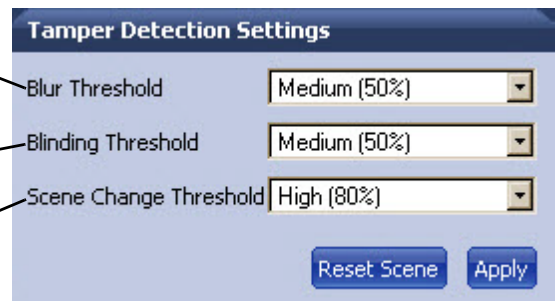 Tamper Detection Settings
Blur Threshold Medium (50%)
Blinding Threshold Medium (50%)
Scene Change Threshold High (80%)
Reset Scene Apply